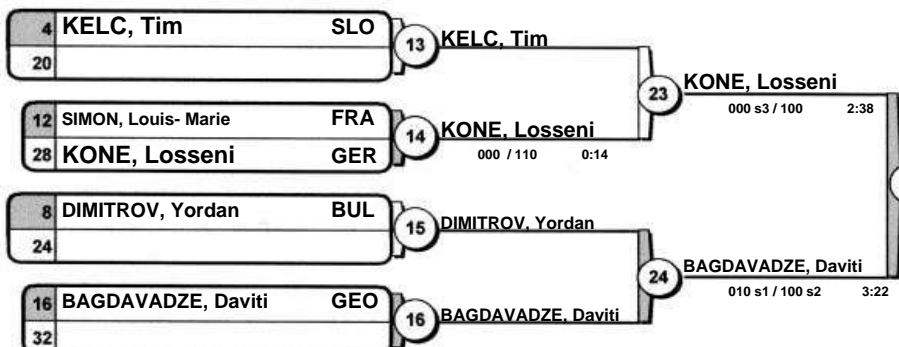 4 KELC, Tim SLO
20
13 KELC, Tim
12 SIMON, Louis- Marie FRA
28 KONE, Losseni GER
14 KONE, Losseni
000 / 110 0:14
23 KONE, Losseni
000 s3 / 100 2:38
8 DIMITROV, Yordan BUL
24
15 DIMITROV, Yordan
16 BAGDAVADZE, Daviti GEO
32
16 BAGDAVADZE, Daviti
24 BAGDAVADZE, Daviti
010 s1 / 100 s2 3:22